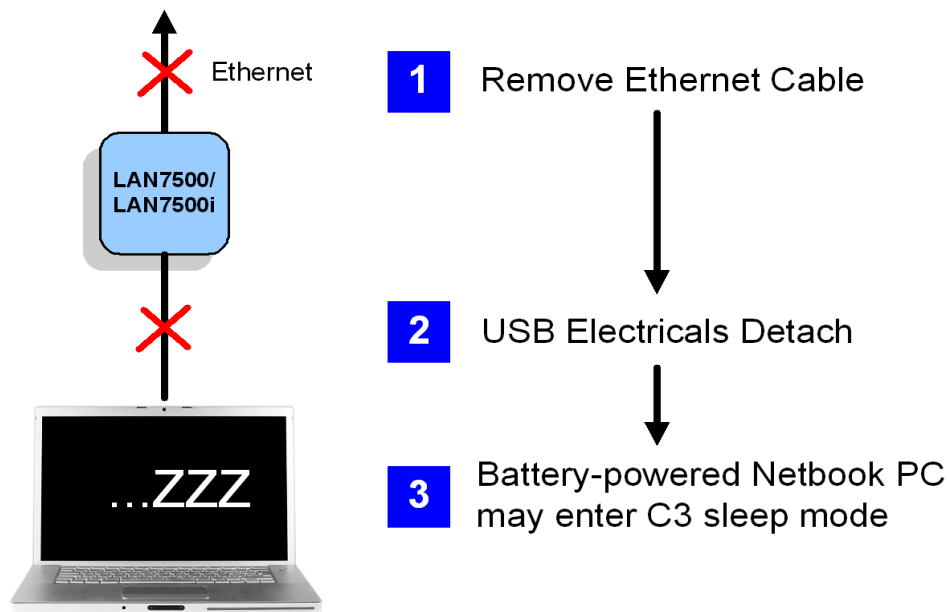 Ethernet
LAN7500/
LAN7500i
...ZZZ
1
Remove Ethernet Cable
2
USB Electricals Detach
3
Battery-powered Netbook PC
may enter C3 sleep mode